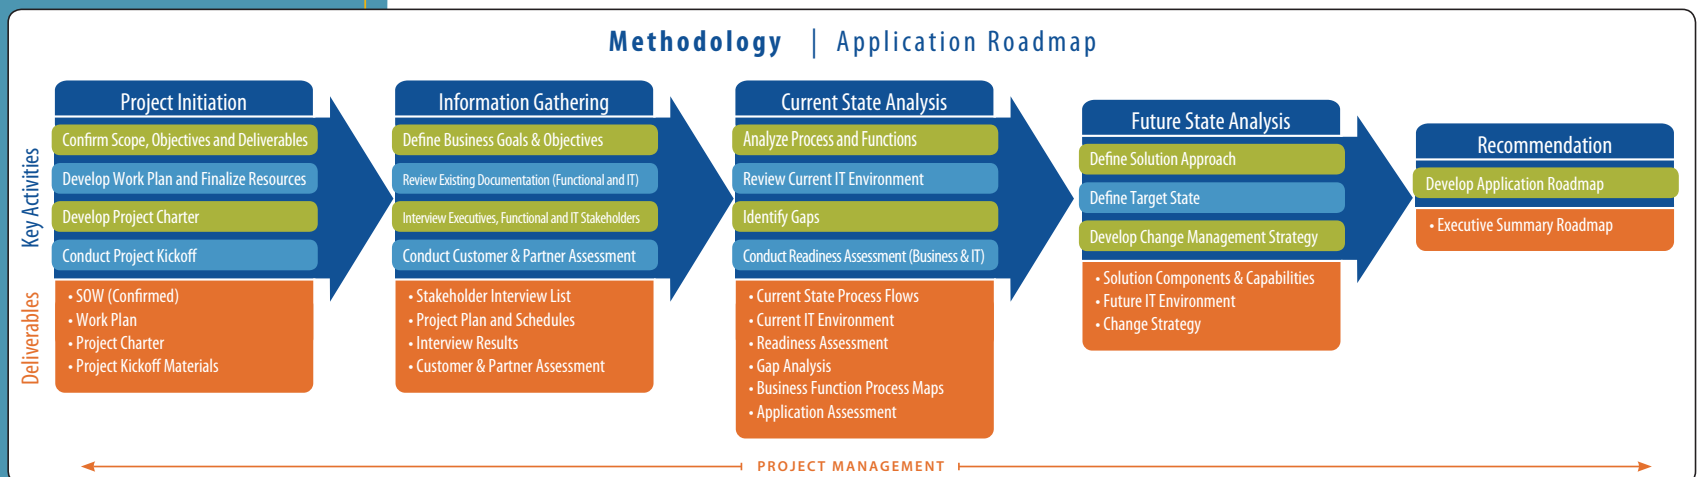 Methodology | Application Roadmap
Key Activities
Deliverables
Project Initiation
Confirm Scope, Objectives and Deliverables
Develop Work Plan and Finalize Resources
Develop Project Charter
Conduct Project Kickoff
• SOW (Confirmed)
• Work Plan
• Project Charter
• Project Kickoff Materials
Information Gathering
Define Business Goals & Objectives
Review Existing Documentation (Functional and IT)
Interview Executives, Functional and IT Stakeholders
Conduct Customer & Partner Assessment
• Stakeholder Interview List
• Project Plan and Schedules
• Interview Results
• Customer & Partner Assessment
Current State Analysis
Analyze Process and Functions
Review Current IT Environment
Identify Gaps
Conduct Readiness Assessment (Business & IT)
• Current State Process Flows
• Current IT Environment
• Readiness Assessment
• Gap Analysis
• Business Function Process Maps
• Application Assessment
Future State Analysis
Define Solution Approach
Define Target State
Develop Change Management Strategy
• Solution Components & Capabilities
• Future IT Environment
• Change Strategy
Recommendation
Develop Application Roadmap
• Executive Summary Roadmap
PROJECT MANAGEMENT